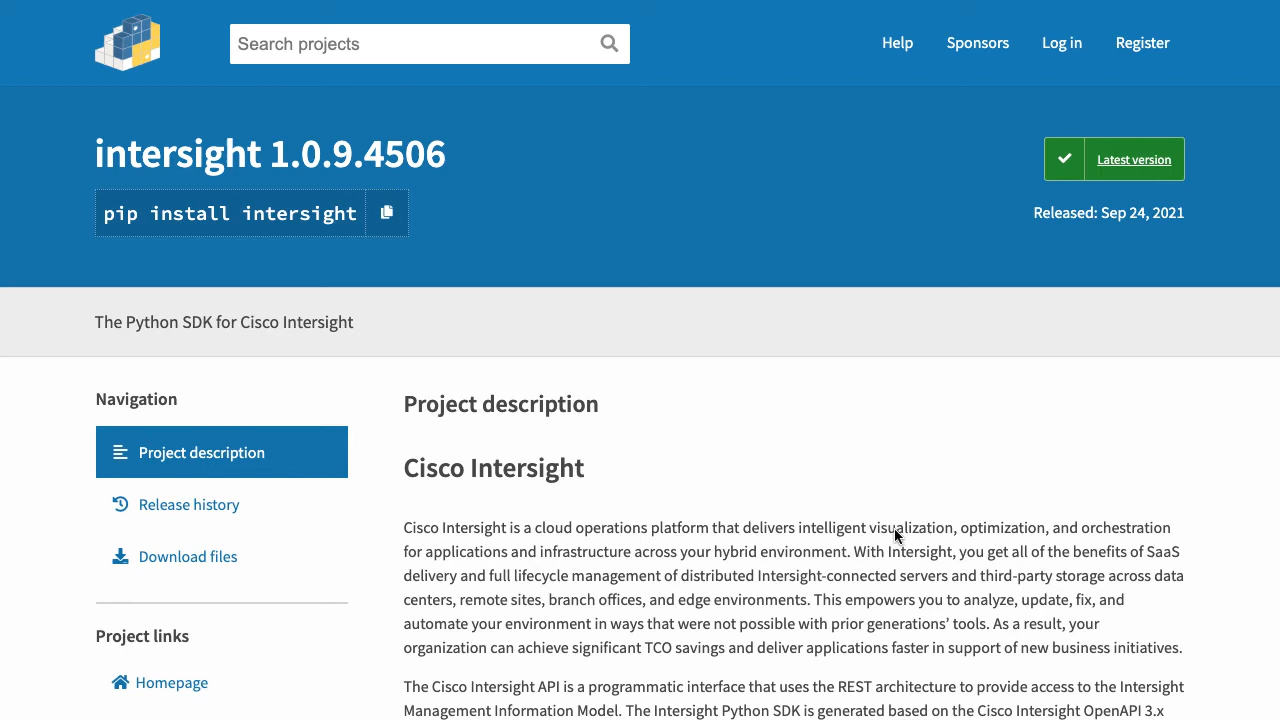 Search projects
Help
Sponsors
Log in
Register
intersight 1.0.9.4506
pip install intersight
Latest version
Released: Sep 24, 2021
The Python SDK for Cisco Intersight
Navigation
Project description
Release history
Download files
Project links
Homepage
Project description
Cisco Intersight
Cisco Intersight is a cloud operations platform that delivers intelligent visualization, optimization, and orchestration
for applications and infrastructure across your hybrid environment. With Intersight, you get all of the benefits of SaaS
delivery and full lifecycle management of distributed Intersight-connected servers and third-party storage across data
centers, remote sites, branch offices, and edge environments. This empowers you to analyze, update, fix, and
automate your environment in ways that were not possible with prior generations’ tools. As a result, your
organization can achieve significant TCO savings and deliver applications faster in support of new business initiatives.
The Cisco Intersight API is a programmatic interface that uses the REST architecture to provide access to the Intersight
Management Information Model. The Intersight Python SDK is generated based on the Cisco Intersight OpenAPI 3.x